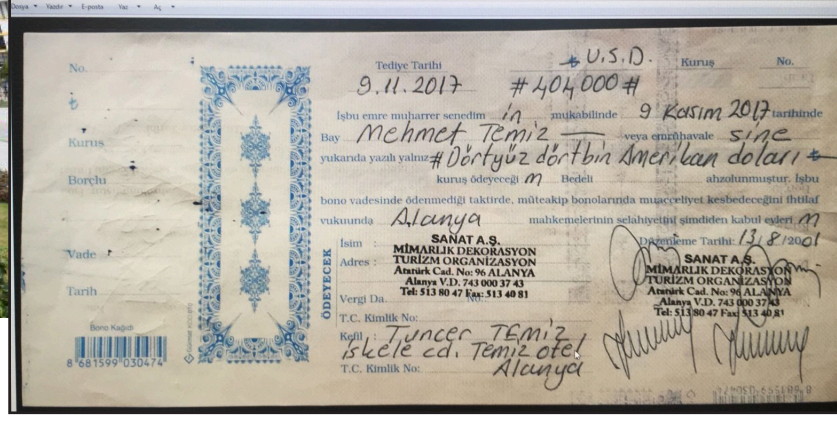 Dosya Yazdır E-posta Yaz Aç
No. Tediye Tarihi ₺ U.S.D. Kuruş No.
₺ 9.11.2017 #404,000#
İşbu emre muharrer senedim in mukabilinde 9 Kasım 2017 tarihinde
Kuruş Bay Mehmet Temiz — veya emrühavale sine
yukarıda yazılı yalnız #Dörtyüz dörtbin Amerikan doları ₺
Borçlu kuruş ödeyeceğim Bedeli ahzolunmuştur. İşbu
bono vadesinde ödenmediği taktirde, müteakip bonolarında muacceliyet kesbedeceğini ihtilaf
vukuunda Alanya mahkemelerinin selahiyetini şimdiden kabul eylerim
Düzenleme Tarihi: 13/8/2001
ÖDEYECEK
İsim : SANAT A.Ş.
MİMARLIK DEKORASYON
Adres : TURİZM ORGANİZASYON
Atatürk Cad. No: 96 ALANYA
Alanya V.D. 743 000 37 43
Tel: 513 80 47 Fax: 513 40 81
Vergi Da. No:
T.C. Kimlik No:
Kefil : Tuncer TEMİZ
iskele cd. Temiz otel
T.C. Kimlik No: Alanya
SANAT A.Ş.
MİMARLIK DEKORASYON
TURİZM ORGANİZASYON
Atatürk Cad. No: 96 ALANYA
Alanya V.D. 743 000 37 43
Tel: 513 80 47 Fax: 513 40 81
Vade
Tarih
Bono Kağıdı
8 681599 030474